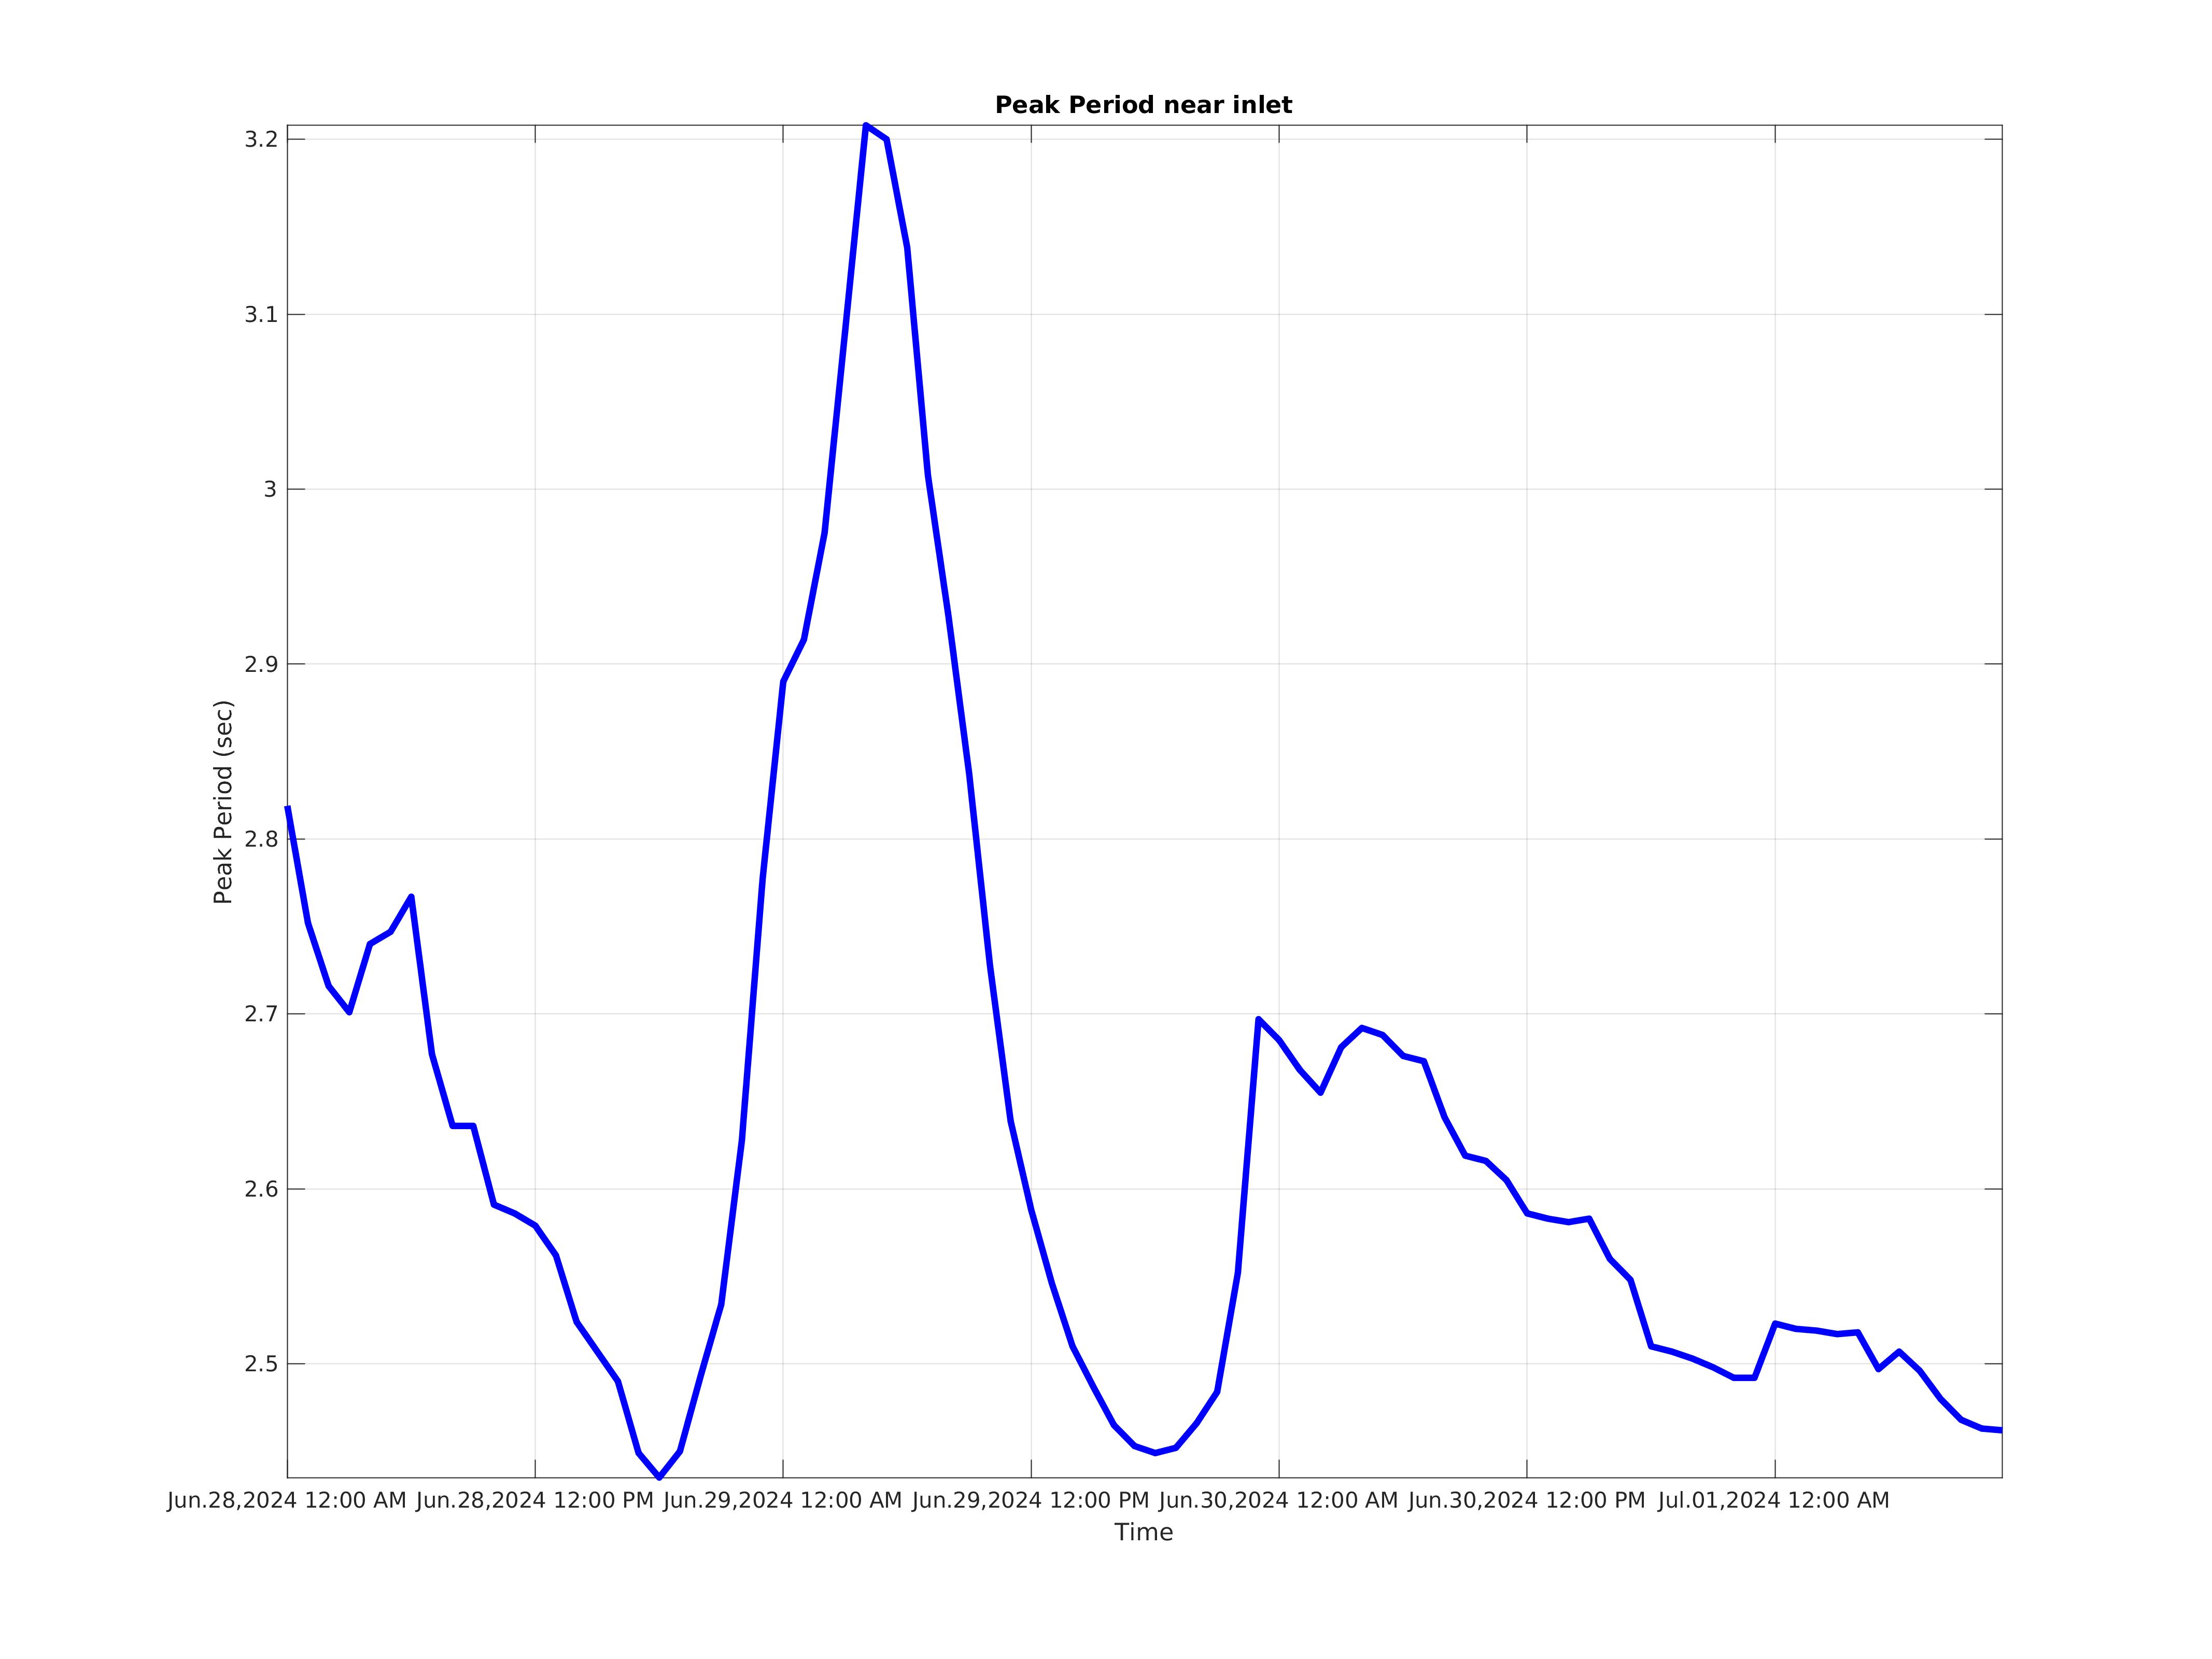 Peak Period near inlet
3.2
3.1
3
2.9
2.8
2.7
2.6
2.5
Peak Period (sec)
Jun.28,2024 12:00 AM Jun.28,2024 12:00 PM Jun.29,2024 12:00 AM Jun.29,2024 12:00 PM Jun.30,2024 12:00 AM Jun.30,2024 12:00 PM Jul.01,2024 12:00 AM
Time